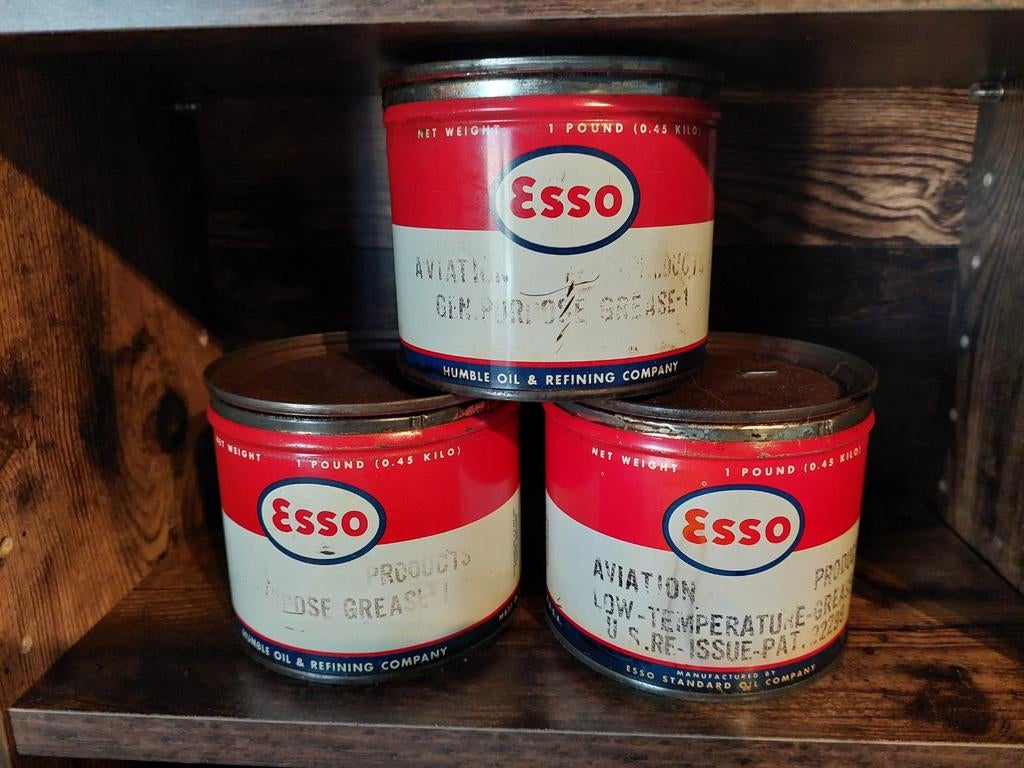 NET WEIGHT 1 POUND (0.45 KILO)
Esso
AVIATION PRODUCTS
GEN.PURPOSE GREASE-1
HUMBLE OIL & REFINING COMPANY
NET WEIGHT 1 POUND (0.45 KILO)
Esso
PRODUCTS
POSE GREASE-1
HUMBLE OIL & REFINING COMPANY
NET WEIGHT 1 POUND (0.45 KILO)
Esso
AVIATION PRODU
LOW-TEMPERATURE-GREAS
U.S.RE-ISSUE-PAT.
MANUFACTURED BY
ESSO STANDARD OIL COMPANY